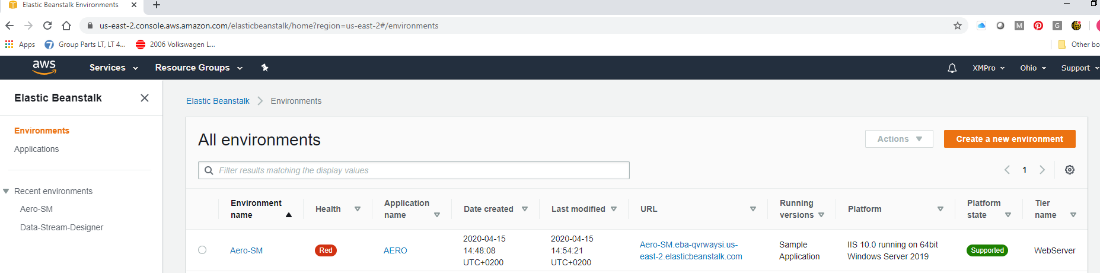 Elastic Beanstalk Environments
us-east-2.console.aws.amazon.com/elasticbeanstalk/home?region=us-east-2#/environments
Apps Group Parts LT, LT 4... 2006 Volkswagen L... Other bo
aws Services Resource Groups XMPro Ohio Support
Elastic Beanstalk
Environments
Applications
Recent environments
Aero-SM
Data-Stream-Designer
Elastic Beanstalk > Environments
All environments
Actions
Create a new environment
Filter results matching the display values
1
Environment name Health Application name Date created Last modified URL Running versions Platform Platform state Tier name
Aero-SM Red AERO 2020-04-15 14:48:08 UTC+0200 2020-04-15 14:54:21 UTC+0200 Aero-SM.eba-qvrwaysi.us-east-2.elasticbeanstalk.com Sample Application IIS 10.0 running on 64bit Windows Server 2019 Supported WebServer